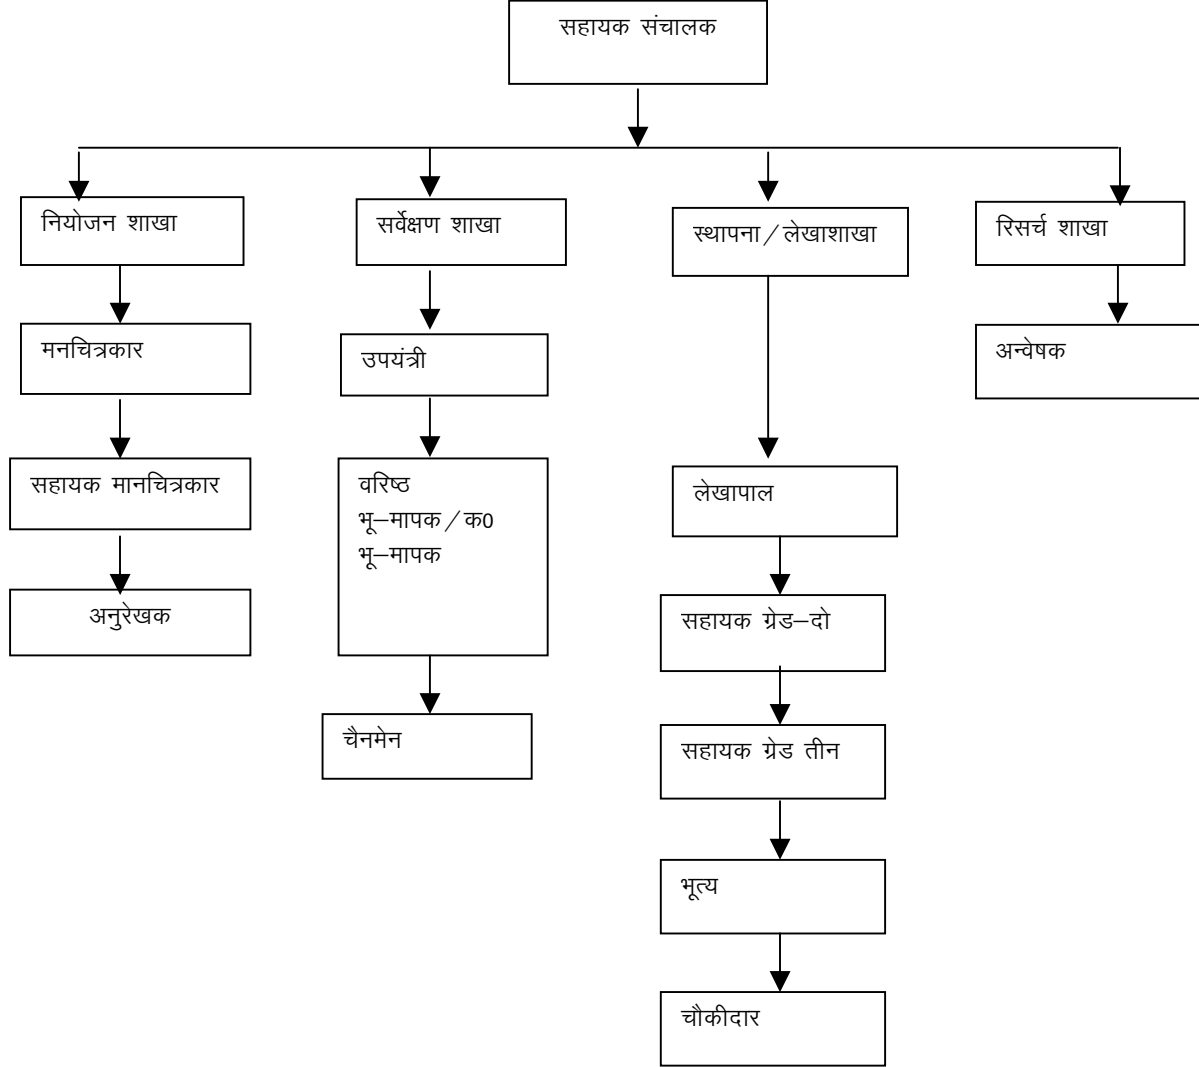 सहायक संचालक
नियोजन शाखा
सर्वेक्षण शाखा
स्थापना/लेखाशाखा
रिसर्च शाखा
मनचित्रकार
उपयंत्री
अन्वेषक
सहायक मानचित्रकार
वरिष्ठ
भू–मापक/क0
भू–मापक
लेखापाल
अनुरेखक
सहायक ग्रेड–दो
चैनमेन
सहायक ग्रेड तीन
भूत्य
चौकीदार